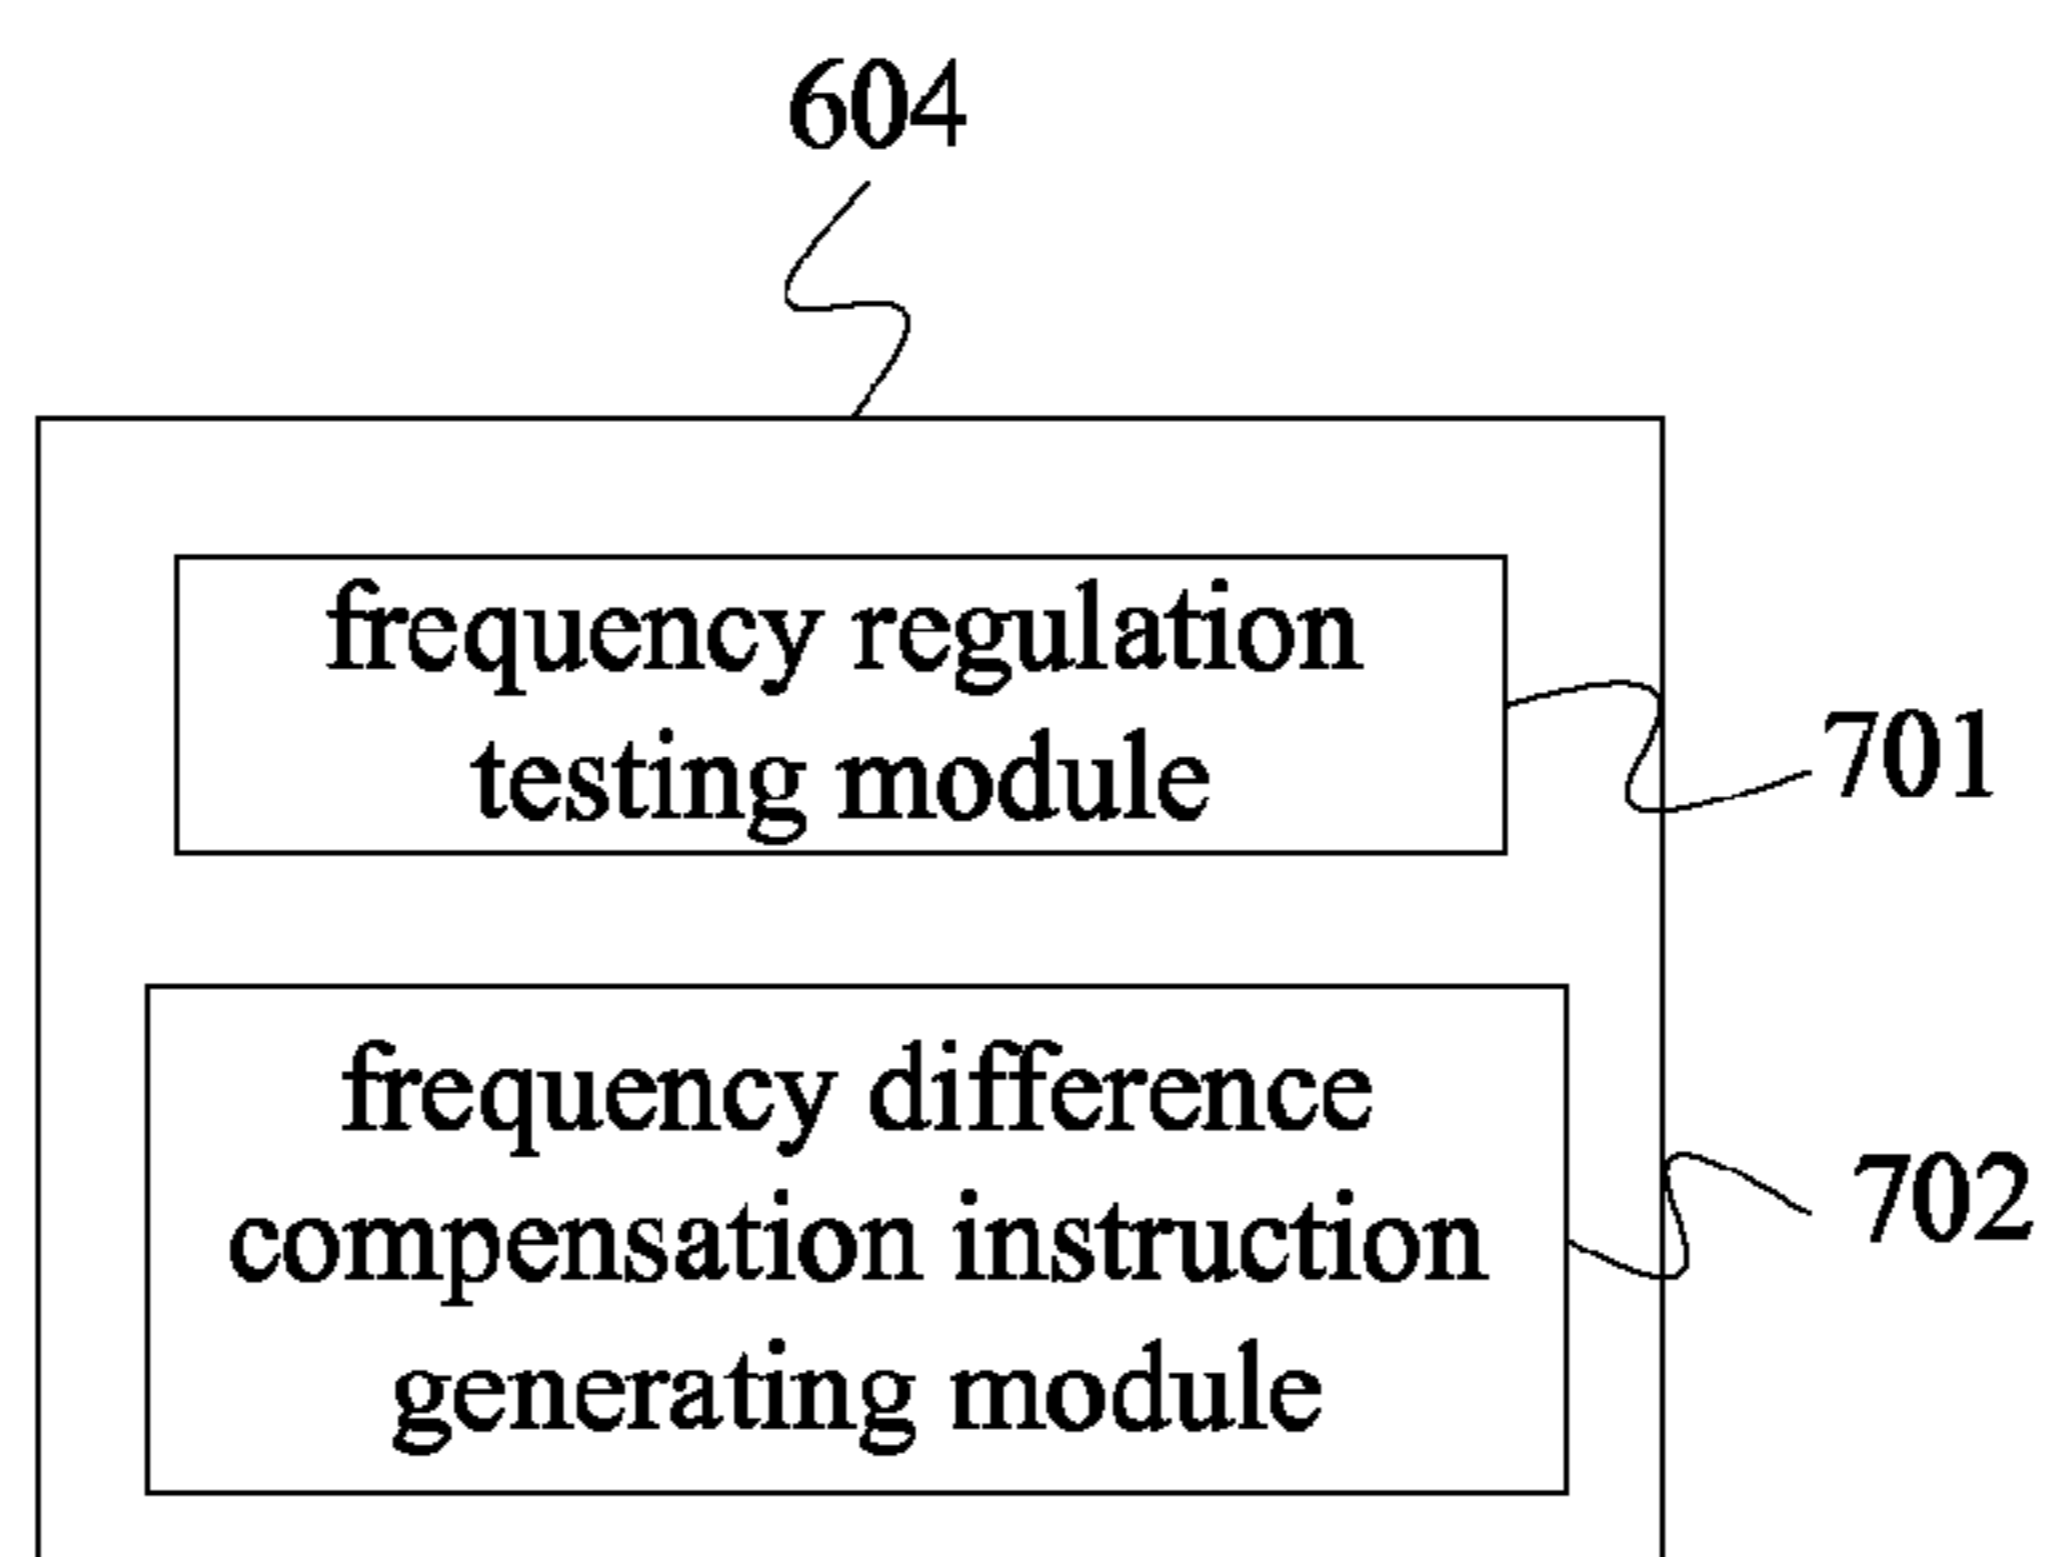 604
frequency regulation
testing module
701
frequency difference
compensation instruction
generating module
702